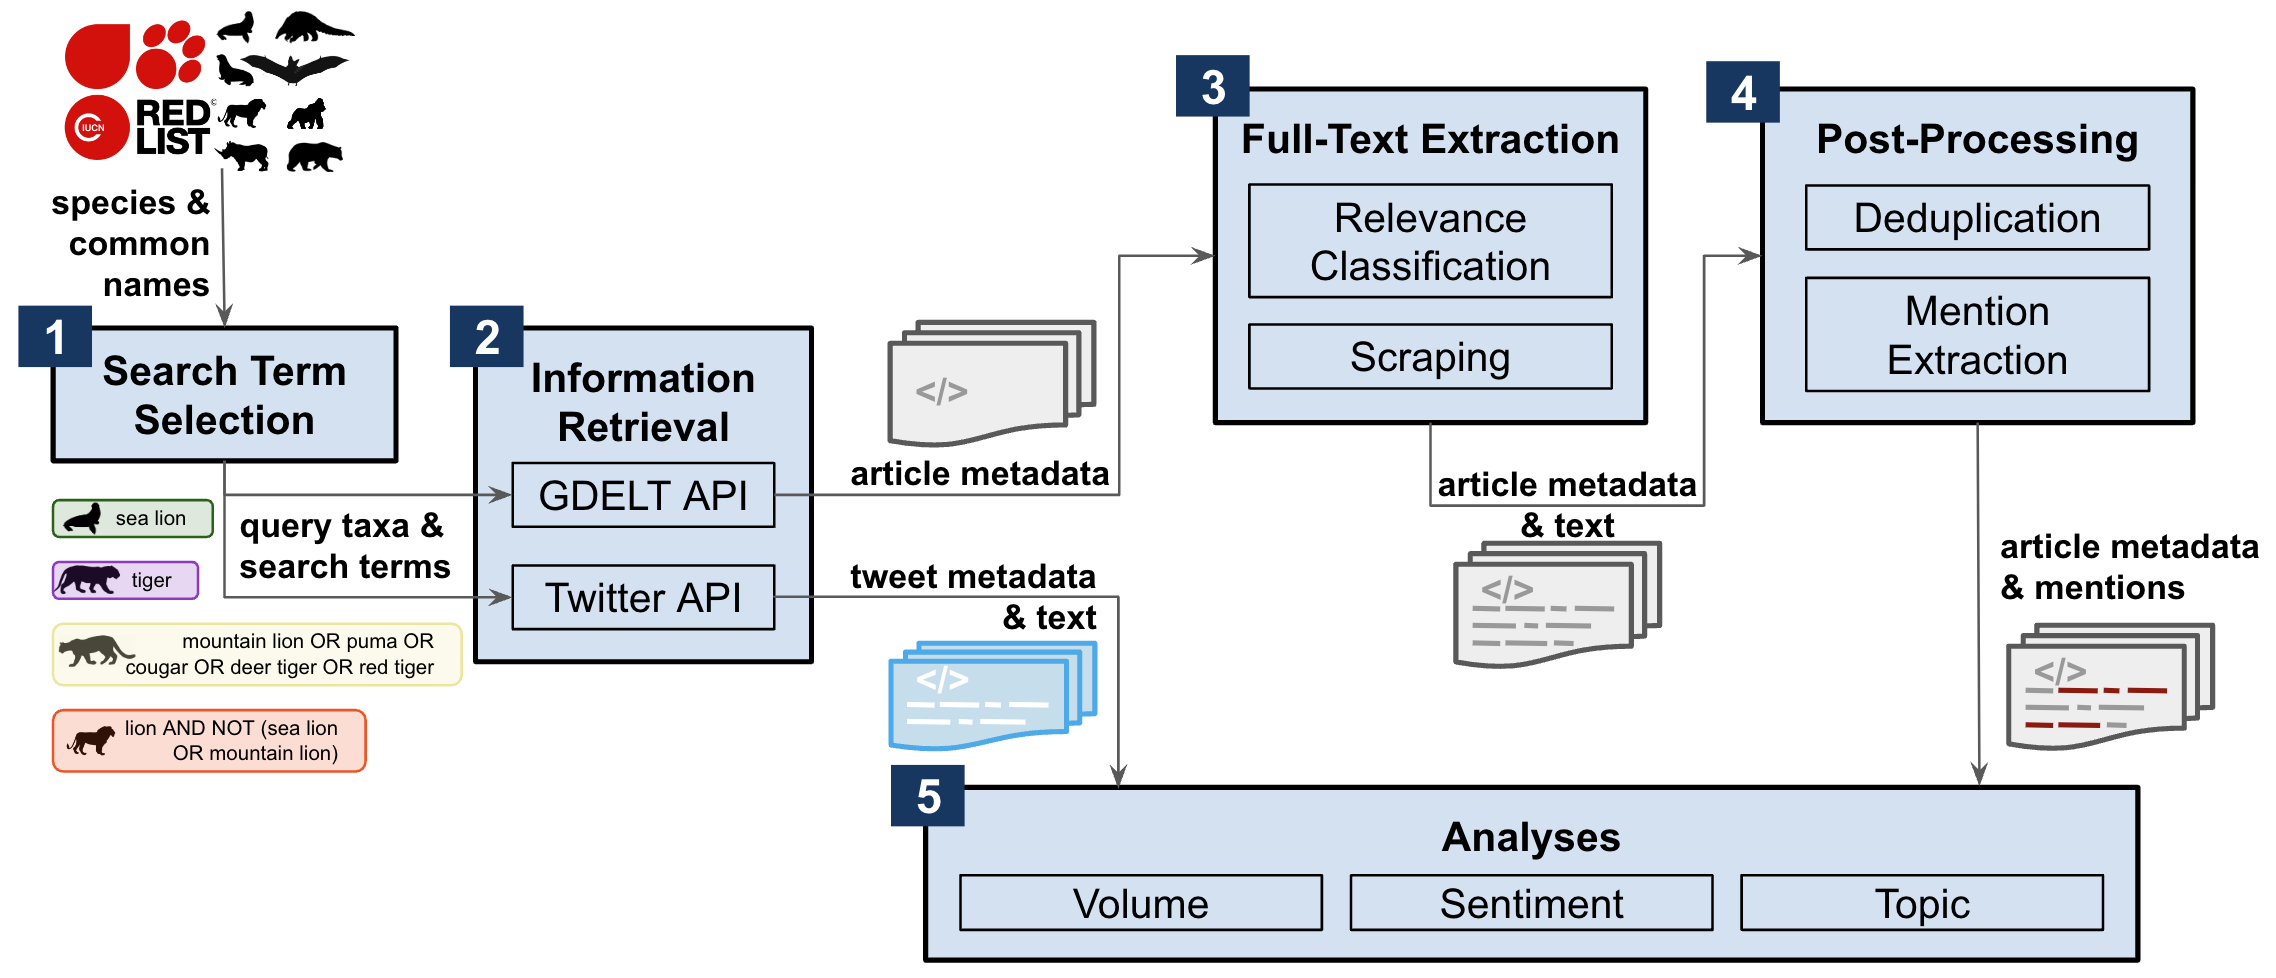 RED
LIST
©
IUCN
species &
common
names
1
Search Term
Selection
sea lion
tiger
mountain lion OR puma OR
cougar OR deer tiger OR red tiger
lion AND NOT (sea lion
OR mountain lion)
query taxa &
search terms
2
Information
Retrieval
GDELT API
Twitter API
</>
article metadata
tweet metadata
& text
</>
3
Full-Text Extraction
Relevance
Classification
Scraping
article metadata
& text
</>
4
Post-Processing
Deduplication
Mention
Extraction
article metadata
& mentions
</>
5
Analyses
Volume
Sentiment
Topic